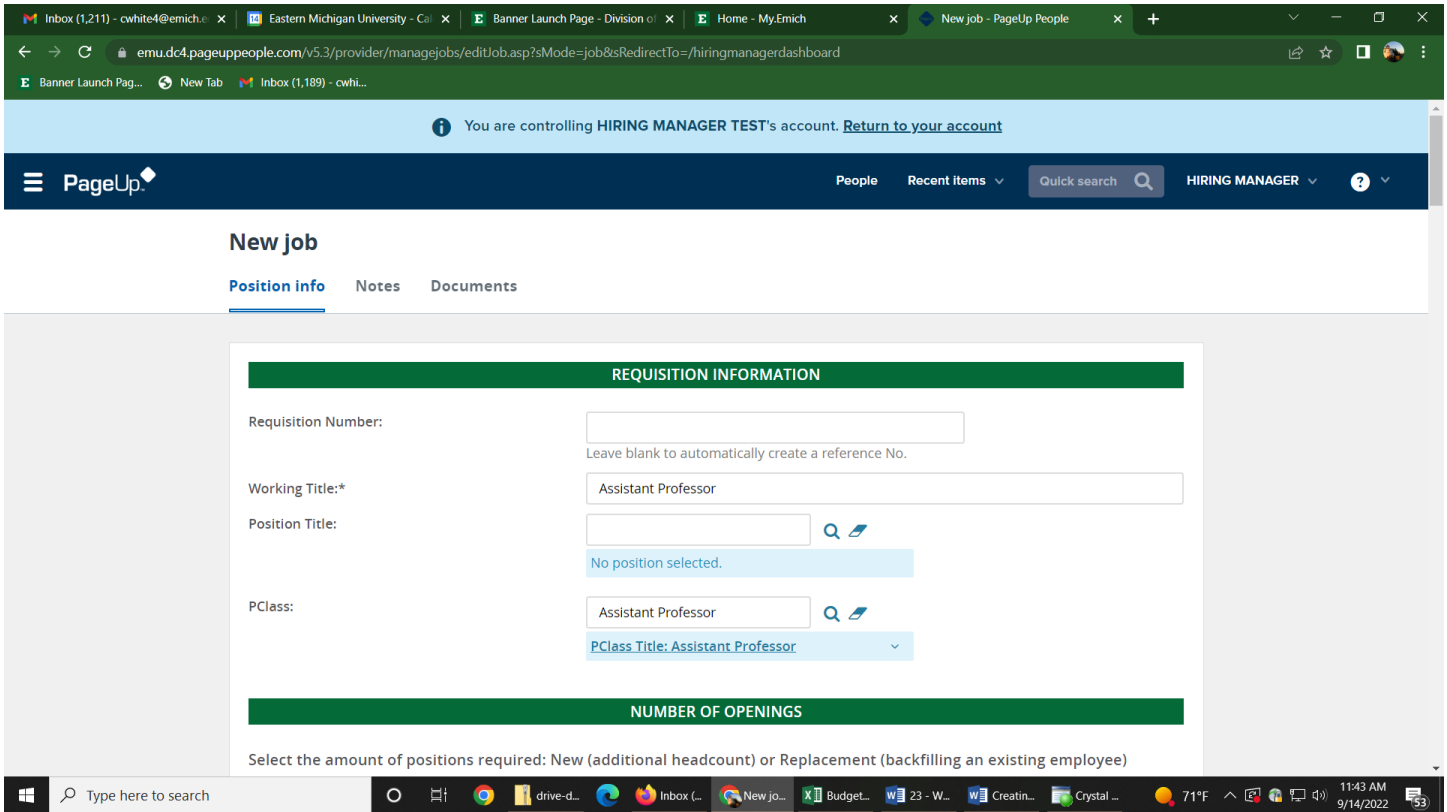 Inbox (1,211) - cwhite4@emich.e
Eastern Michigan University - Cal
Banner Launch Page - Division of
Home - My.Emich
New job - PageUp People
emu.dc4.pageuppeople.com/v5.3/provider/managejobs/editJob.asp?sMode=job&sRedirectTo=/hiringmanagerdashboard
Banner Launch Pag... New Tab Inbox (1,189) - cwhi...
You are controlling HIRING MANAGER TEST's account. Return to your account
PageUp People Recent items Quick search HIRING MANAGER ?
New job
Position info Notes Documents
REQUISITION INFORMATION
Requisition Number:
Leave blank to automatically create a reference No.
Working Title:* Assistant Professor
Position Title:
No position selected.
PClass: Assistant Professor
PClass Title: Assistant Professor
NUMBER OF OPENINGS
Select the amount of positions required: New (additional headcount) or Replacement (backfilling an existing employee)
Type here to search drive-d... Inbox (... New jo... Budget... 23 - W... Creatin... Crystal ... 71°F 11:43 AM
9/14/2022 53